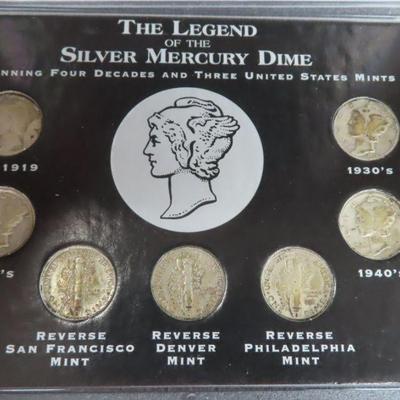 The Legend
of the
Silver Mercury Dime
nning Four Decades and Three United States Mints
1919
1930's
's
1940's
Reverse
San Francisco
Mint
Reverse
Denver
Mint
Reverse
Philadelphia
Mint